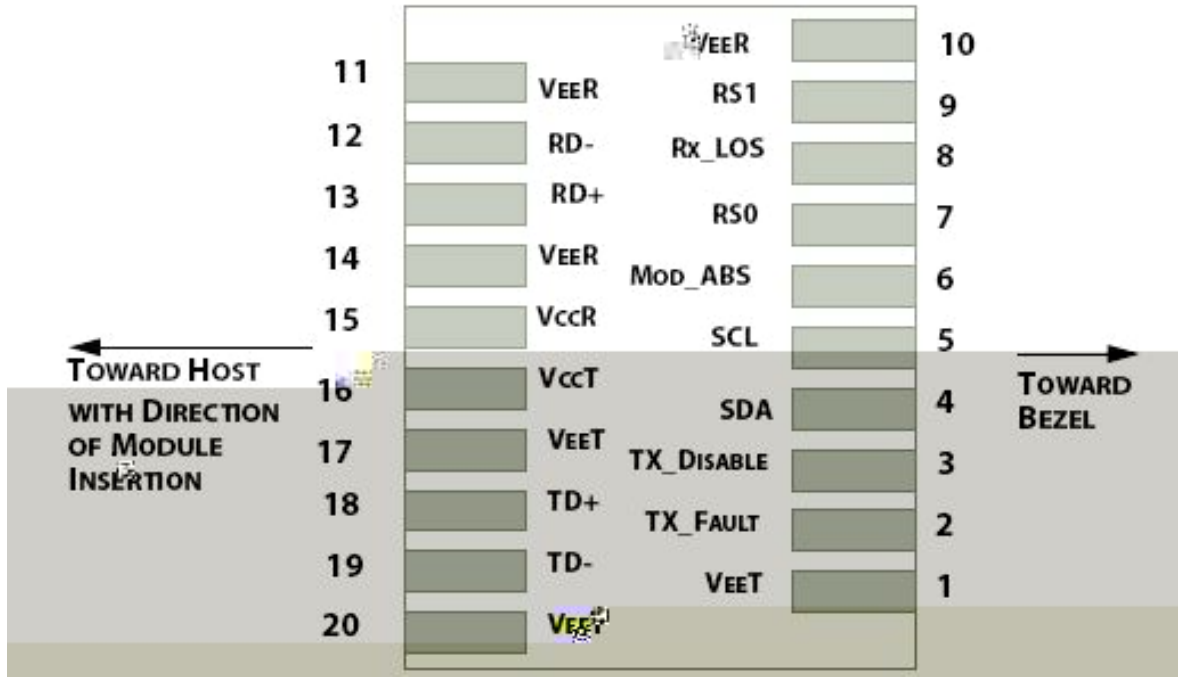 VEER 10
11 VEER
RS1 9
12 RD-
Rx_LOS 8
13 RD+
RS0 7
14 VEER
MOD_ABS 6
15 VCCR
SCL 5
TOWARD HOST
WITH DIRECTION
OF MODULE
INSERTION
16 VCCT
TOWARD
BEZEL
SDA 4
17 VEET
TX_DISABLE 3
18 TD+
TX_FAULT 2
19 TD-
VEET 1
20 VEET